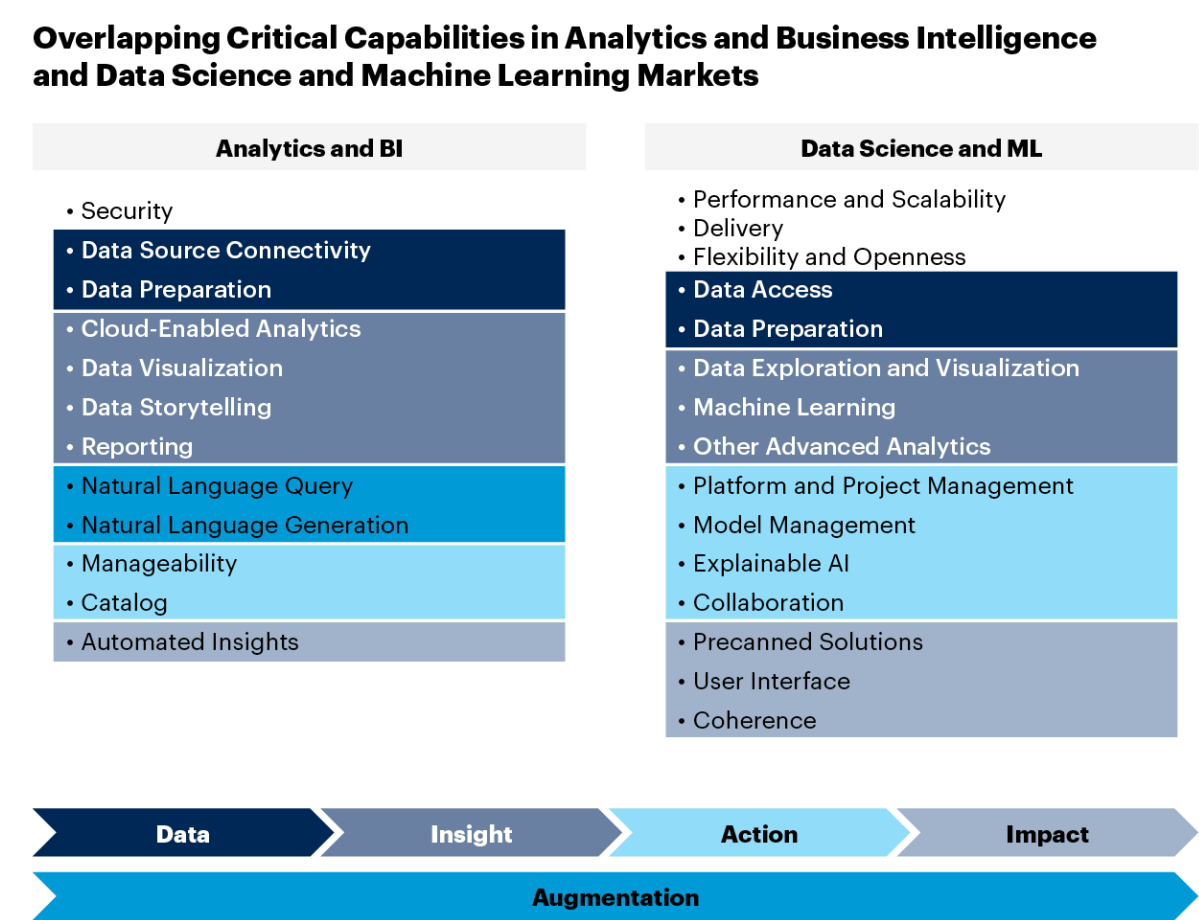 Overlapping Critical Capabilities in Analytics and Business Intelligence
and Data Science and Machine Learning Markets
Analytics and BI
• Security
• Data Source Connectivity
• Data Preparation
• Cloud-Enabled Analytics
• Data Visualization
• Data Storytelling
• Reporting
• Natural Language Query
• Natural Language Generation
• Manageability
• Catalog
• Automated Insights
Data Science and ML
• Performance and Scalability
• Delivery
• Flexibility and Openness
• Data Access
• Data Preparation
• Data Exploration and Visualization
• Machine Learning
• Other Advanced Analytics
• Platform and Project Management
• Model Management
• Explainable AI
• Collaboration
• Precanned Solutions
• User Interface
• Coherence
Data
Insight
Action
Impact
Augmentation